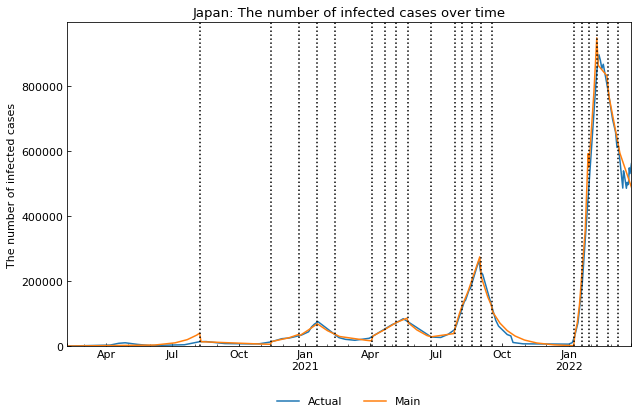 Japan: The number of infected cases over time
The number of infected cases
800000
600000
400000
200000
0
Apr Jul Oct Jan Apr Jul Oct Jan
2021 2022
Actual Main